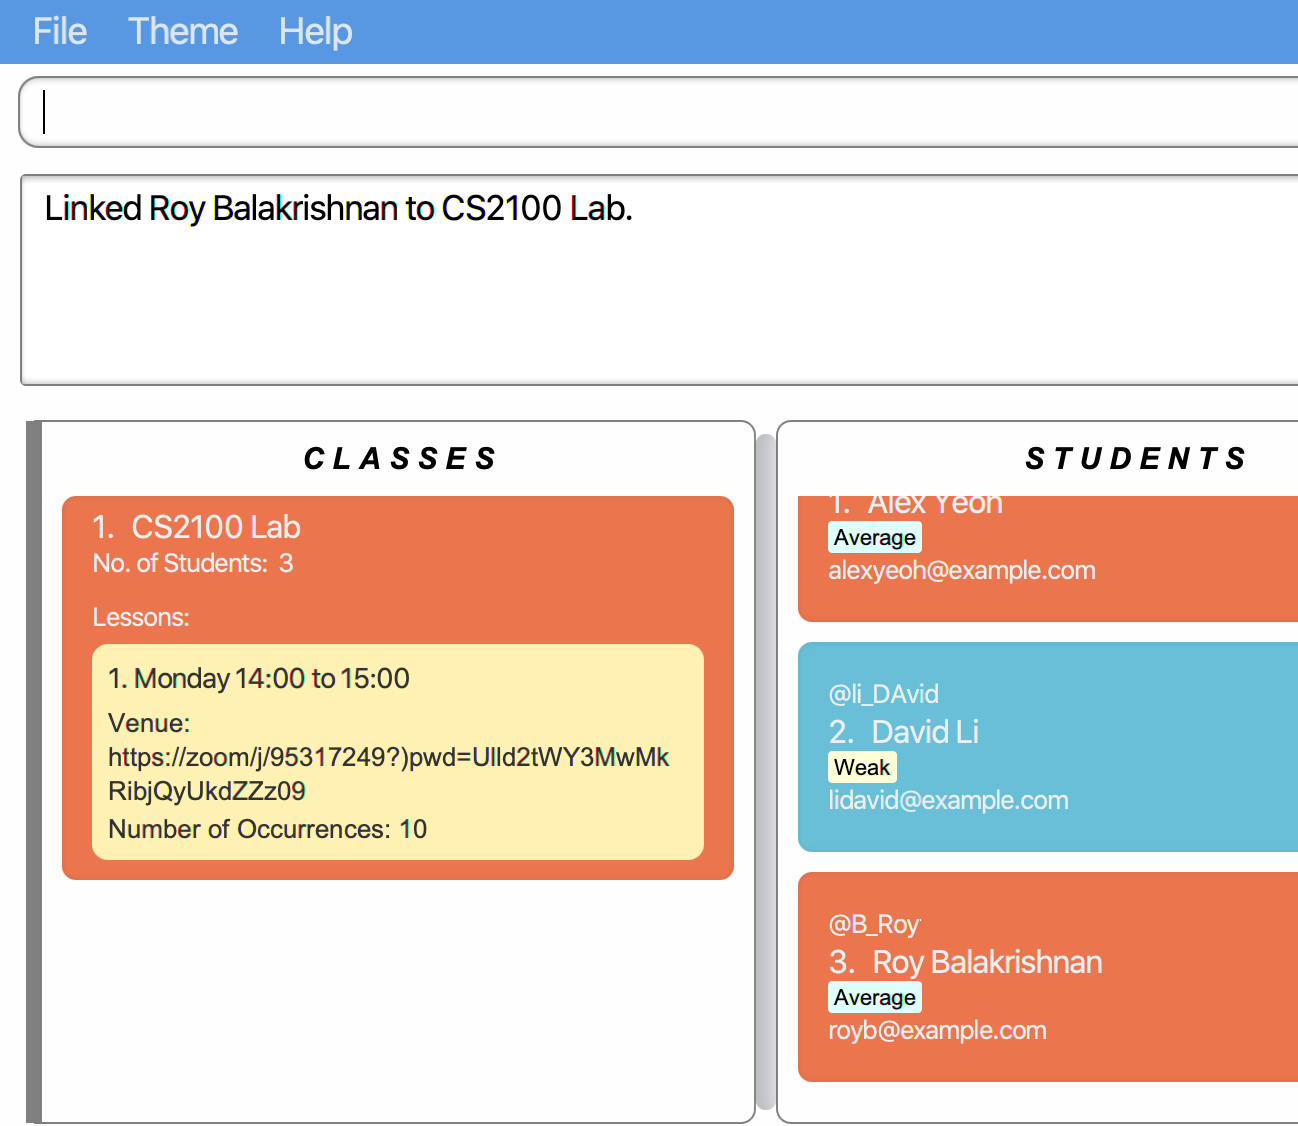 File Theme Help
Linked Roy Balakrishnan to CS2100 Lab.
CLASSES
1. CS2100 Lab
No. of Students: 3
Lessons:
1. Monday 14:00 to 15:00
Venue:
https://zoom/j/95317249?)pwd=Ulld2tWY3MwMk
RibjQyUkdZZz09
Number of Occurrences: 10
STUDENTS
1. Alex Yeoh
Average
alexyeoh@example.com
@li_DAvid
2. David Li
Weak
lidavid@example.com
@B_Roy
3. Roy Balakrishnan
Average
royb@example.com